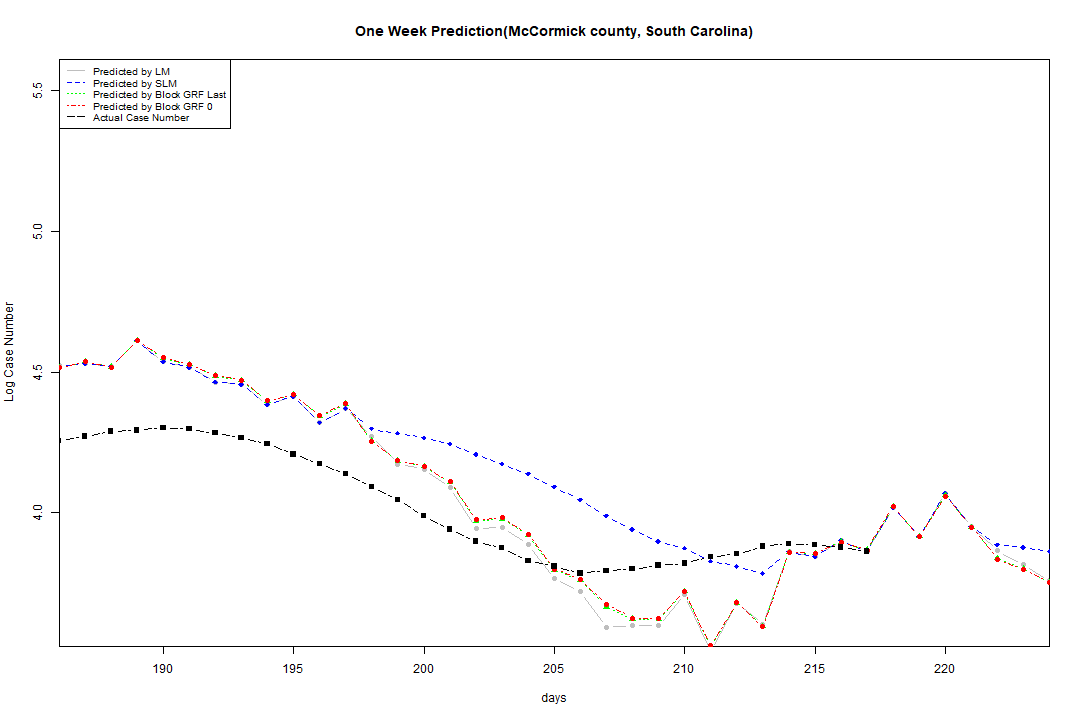 One Week Prediction(McCormick county, South Carolina)
Predicted by LM
Predicted by SLM
Predicted by Block GRF Last
Predicted by Block GRF 0
Actual Case Number
5.5
5.0
4.5
4.0
Log Case Number
190 195 200 205 210 215 220
days